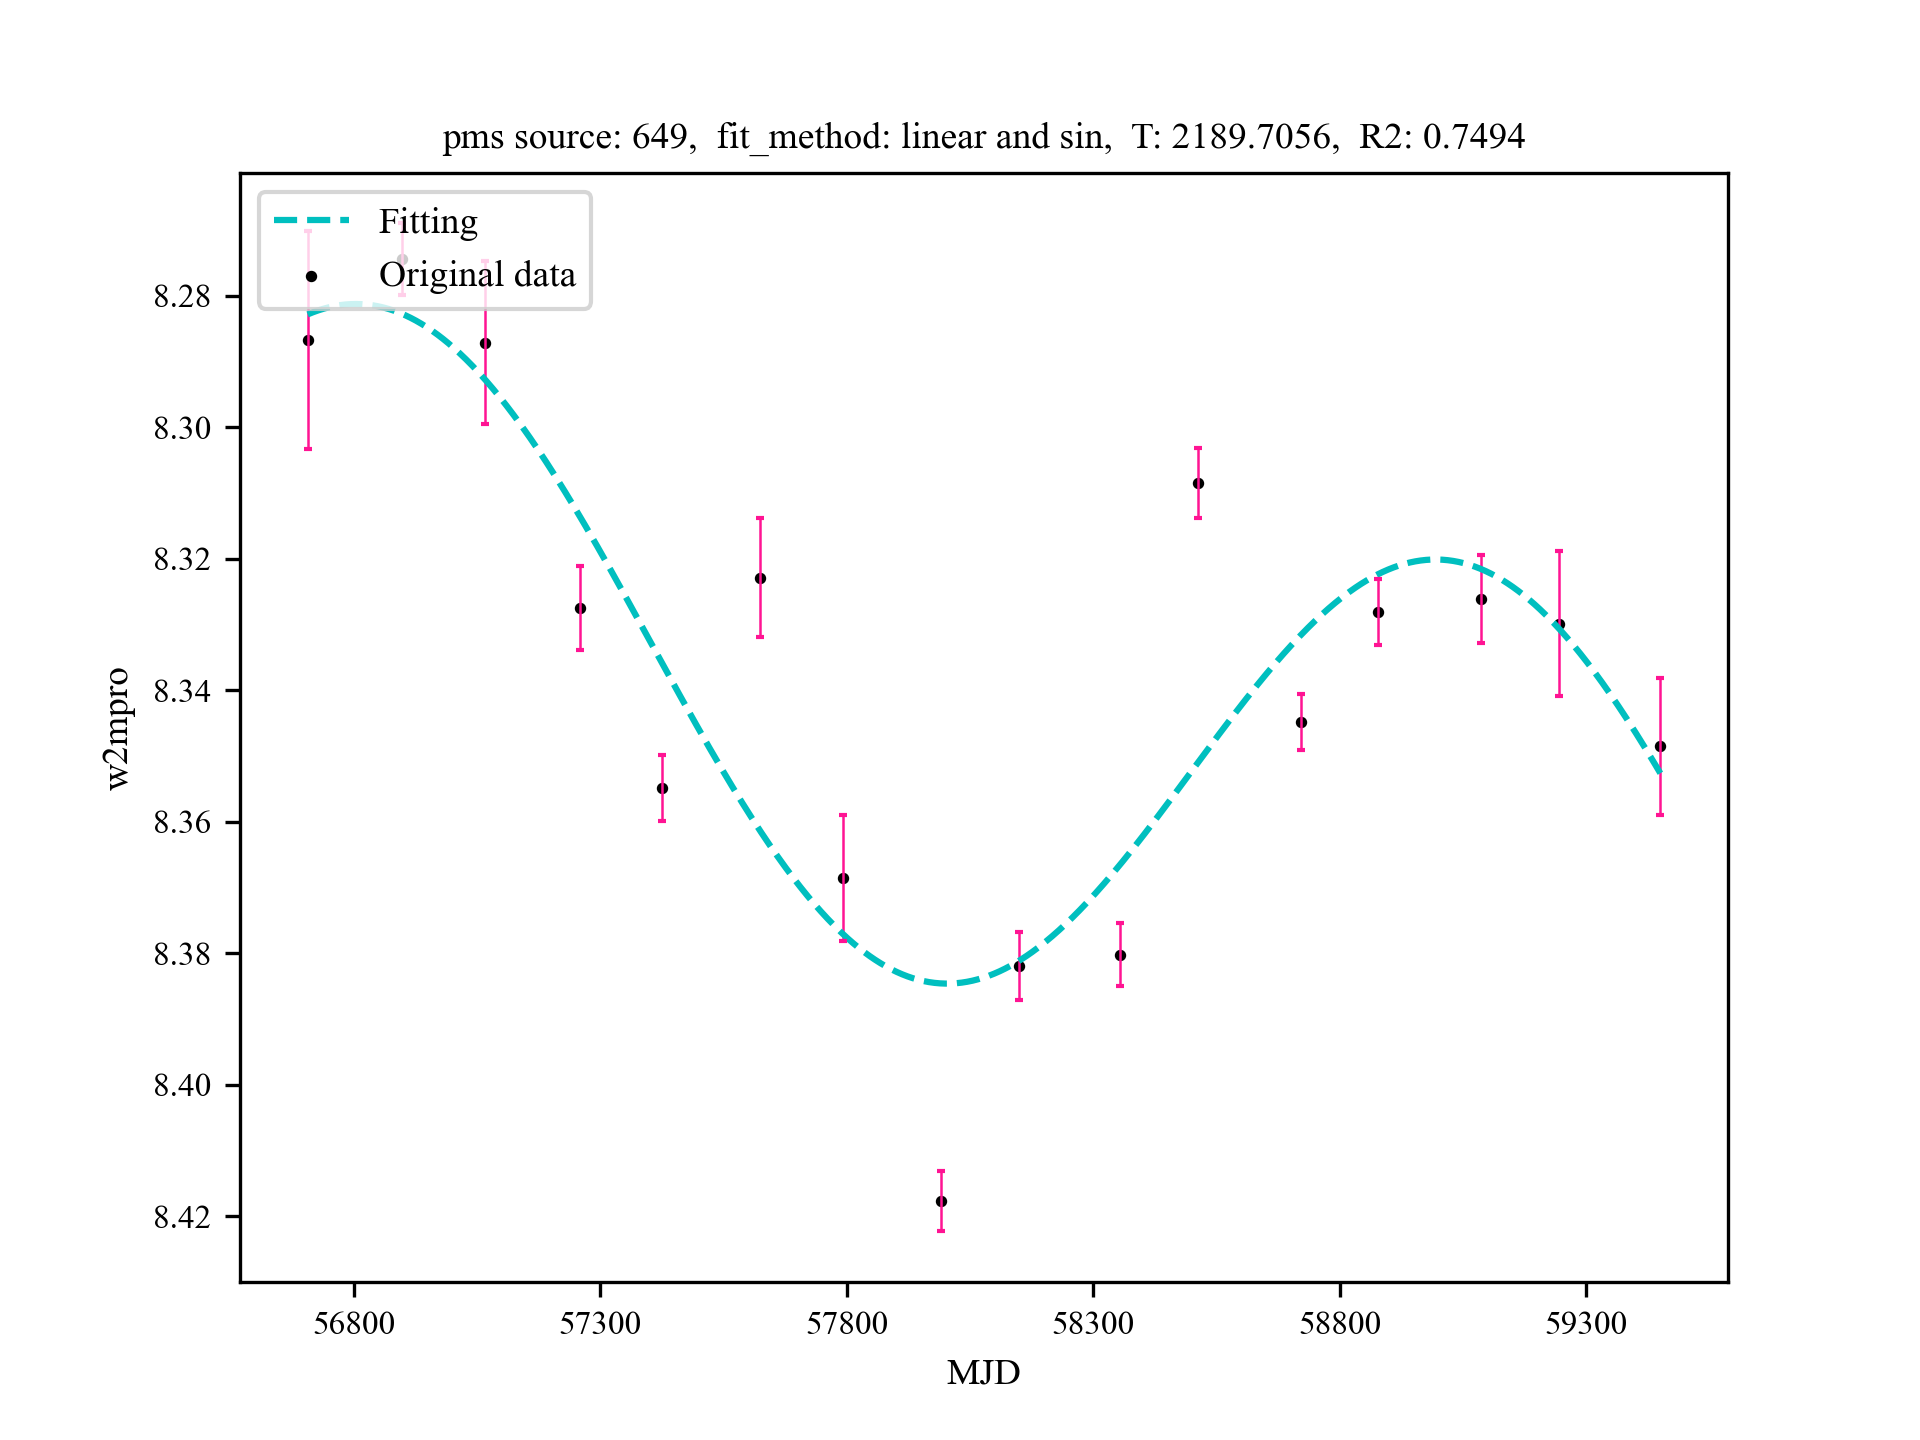 pms source: 649,  fit_method: linear and sin,  T: 2189.7056,  R2: 0.7494
Fitting
Original data
8.28
8.30
8.32
8.34
8.36
8.38
8.40
8.42
w2mpro
56800
57300
57800
58300
58800
59300
MJD